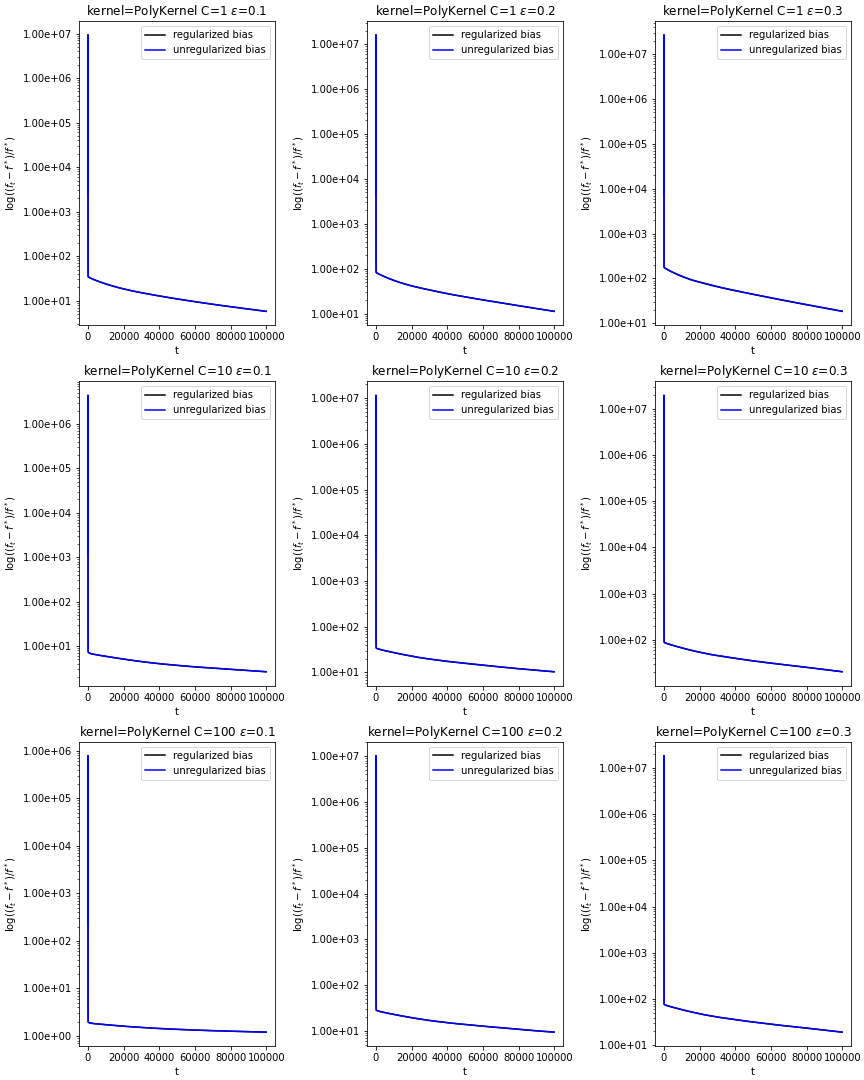 kernel=PolyKernel C=1 ε=0.1
regularized bias
unregularized bias
1.00e+07
1.00e+06
1.00e+05
1.00e+04
1.00e+03
1.00e+02
1.00e+01
log((f_t − f*)/f*)
0 20000 40000 60000 80000 100000
t
kernel=PolyKernel C=1 ε=0.2
regularized bias
unregularized bias
1.00e+07
1.00e+06
1.00e+05
1.00e+04
1.00e+03
1.00e+02
1.00e+01
log((f_t − f*)/f*)
0 20000 40000 60000 80000 100000
t
kernel=PolyKernel C=1 ε=0.3
regularized bias
unregularized bias
1.00e+07
1.00e+06
1.00e+05
1.00e+04
1.00e+03
1.00e+02
1.00e+01
log((f_t − f*)/f*)
0 20000 40000 60000 80000 100000
t
kernel=PolyKernel C=10 ε=0.1
regularized bias
unregularized bias
1.00e+06
1.00e+05
1.00e+04
1.00e+03
1.00e+02
1.00e+01
log((f_t − f*)/f*)
0 20000 40000 60000 80000 100000
t
kernel=PolyKernel C=10 ε=0.2
regularized bias
unregularized bias
1.00e+07
1.00e+06
1.00e+05
1.00e+04
1.00e+03
1.00e+02
1.00e+01
log((f_t − f*)/f*)
0 20000 40000 60000 80000 100000
t
kernel=PolyKernel C=10 ε=0.3
regularized bias
unregularized bias
1.00e+07
1.00e+06
1.00e+05
1.00e+04
1.00e+03
1.00e+02
log((f_t − f*)/f*)
0 20000 40000 60000 80000 100000
t
kernel=PolyKernel C=100 ε=0.1
regularized bias
unregularized bias
1.00e+06
1.00e+05
1.00e+04
1.00e+03
1.00e+02
1.00e+01
1.00e+00
log((f_t − f*)/f*)
0 20000 40000 60000 80000 100000
t
kernel=PolyKernel C=100 ε=0.2
regularized bias
unregularized bias
1.00e+07
1.00e+06
1.00e+05
1.00e+04
1.00e+03
1.00e+02
1.00e+01
log((f_t − f*)/f*)
0 20000 40000 60000 80000 100000
t
kernel=PolyKernel C=100 ε=0.3
regularized bias
unregularized bias
1.00e+07
1.00e+06
1.00e+05
1.00e+04
1.00e+03
1.00e+02
1.00e+01
log((f_t − f*)/f*)
0 20000 40000 60000 80000 100000
t